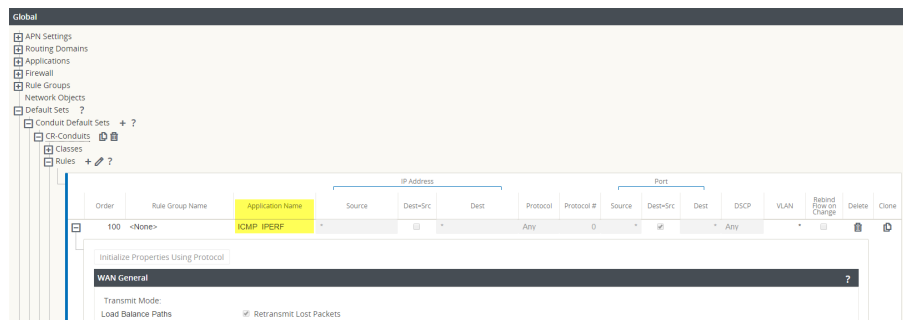 Global
APN Settings
Routing Domains
Applications
Firewall
Rule Groups
Network Objects
Default Sets ?
Conduit Default Sets + ?
CR-Conduits
Classes
Rules + ?
IP Address Port
Order Rule Group Name Application Name Source Dest=Src Dest Protocol Protocol # Source Dest=Src Dest DSCP VLAN Rebind Flow on Change Delete Clone
100 <None> ICMP_IPERF * * Any 0 * * Any *
Initialize Properties Using Protocol
WAN General ?
Transmit Mode:
Load Balance Paths Retransmit Lost Packets